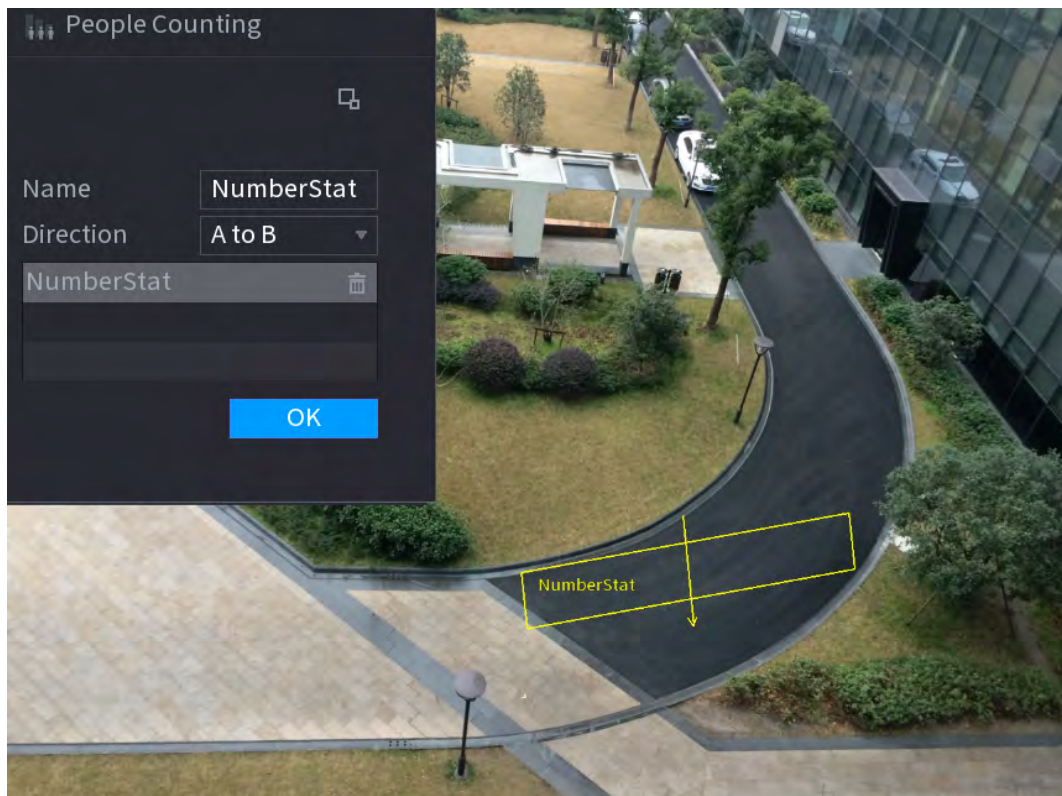 People Counting
Name NumberStat
Direction A to B
NumberStat
OK
NumberStat